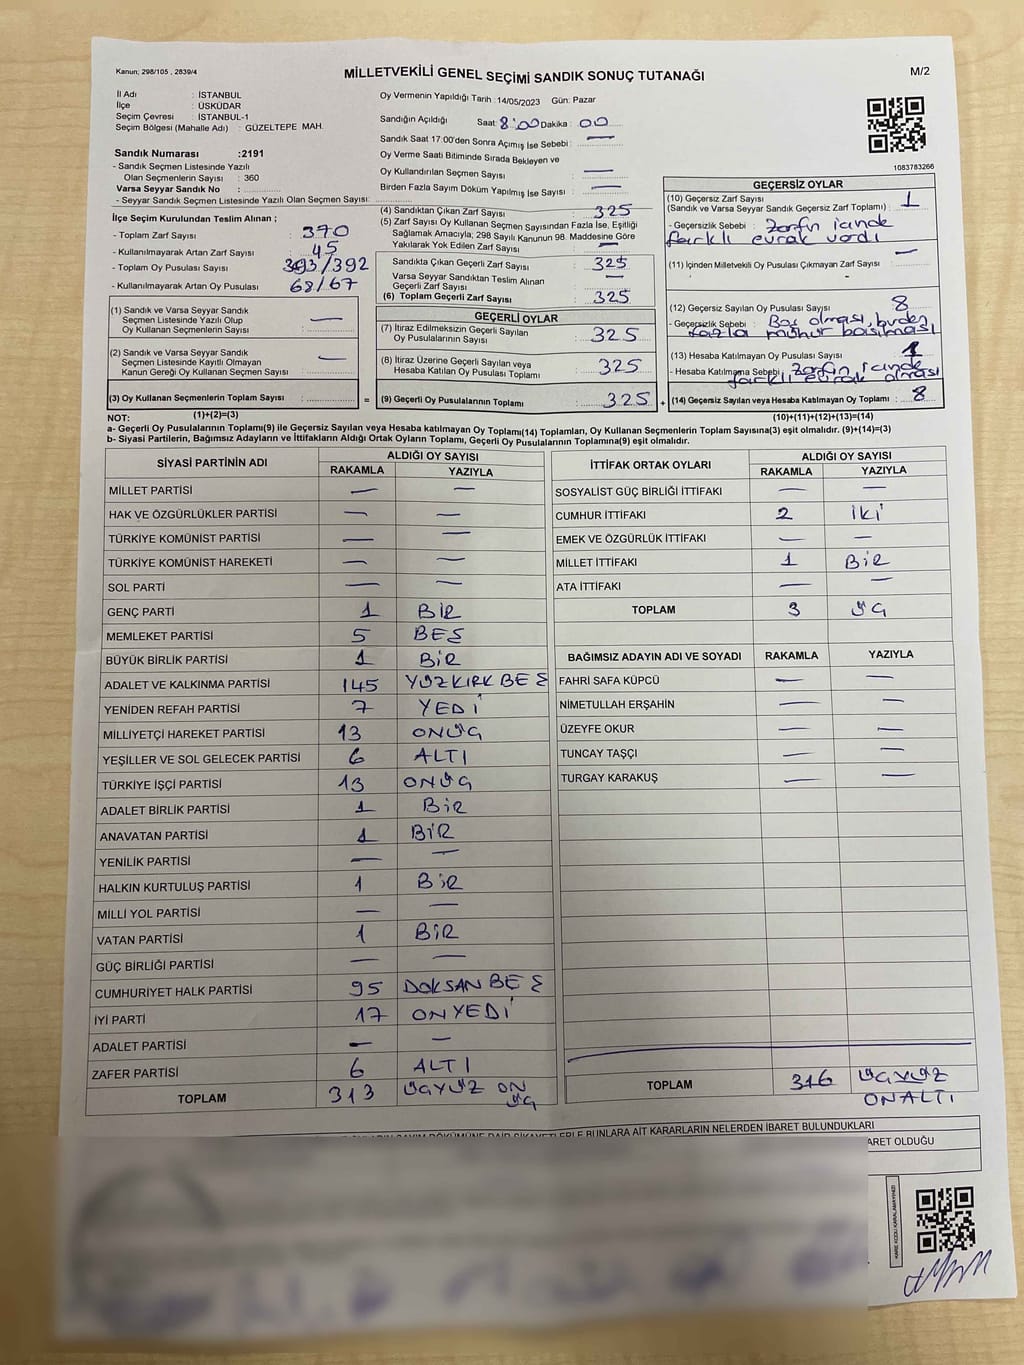 Kanun; 298/105 , 2839/4
MİLLETVEKİLİ GENEL SEÇİMİ SANDIK SONUÇ TUTANAĞI
M/2
İl Adı : İSTANBUL
İlçe : ÜSKÜDAR
Seçim Çevresi : İSTANBUL-1
Seçim Bölgesi (Mahalle Adı) : GÜZELTEPE MAH.
Sandık Numarası :2191
- Sandık Seçmen Listesinde Yazılı
Olan Seçmenlerin Sayısı : 360
Varsa Seyyar Sandık No :
- Seyyar Sandık Seçmen Listesinde Yazılı Olan Seçmen Sayısı:
Oy Vermenin Yapıldığı Tarih :14/05/2023 Gün: Pazar
Sandığın Açıldığı Saat: 8:00 Dakika : 00
Sandık Saat 17:00'den Sonra Açımış İse Sebebi : —
Oy Verme Saati Bitiminde Sırada Bekleyen ve
Oy Kullandırılan Seçmen Sayısı : —
Birden Fazla Sayım Döküm Yapılmış İse Sayısı : —
1083783266
İlçe Seçim Kurulundan Teslim Alınan ;
- Toplam Zarf Sayısı : 370
- Kullanılmayarak Artan Zarf Sayısı : 45
- Toplam Oy Pusulası Sayısı : 393/392
- Kullanılmayarak Artan Oy Pusulası : 68/67
(1) Sandık ve Varsa Seyyar Sandık
Seçmen Listesinde Yazılı Olup
Oy Kullanan Seçmenlerin Sayısı : —
(2) Sandık ve Varsa Seyyar Sandık
Seçmen Listesinde Kayıtlı Olmayan
Kanun Gereği Oy Kullanan Seçmen Sayısı : —
(3) Oy Kullanan Seçmenlerin Toplam Sayısı :
(4) Sandıktan Çıkan Zarf Sayısı : 325
(5) Zarf Sayısı Oy Kullanan Seçmen Sayısından Fazla İse, Eşitliği
Sağlamak Amacıyla; 298 Sayılı Kanunun 98. Maddesine Göre
Yakılarak Yok Edilen Zarf Sayısı : —
Sandıkta Çıkan Geçerli Zarf Sayısı : 325
Varsa Seyyar Sandıktan Teslim Alınan
Geçerli Zarf Sayısı :
(6) Toplam Geçerli Zarf Sayısı : 325
GEÇERLİ OYLAR
(7) İtiraz Edilmeksizin Geçerli Sayılan
Oy Pusulalarının Sayısı : 325
(8) İtiraz Üzerine Geçerli Sayılan veya
Hesaba Katılan Oy Pusulası Toplamı : 325
= (9) Geçerli Oy Pusulalarının Toplamı : 325 +
GEÇERSİZ OYLAR
(10) Geçersiz Zarf Sayısı
(Sandık ve Varsa Seyyar Sandık Geçersiz Zarf Toplamı) : 1
- Geçersizlik Sebebi : Zarfın içinde
farklı evrak vardı
(11) İçinden Milletvekili Oy Pusulası Çıkmayan Zarf Sayısı : —
(12) Geçersiz Sayılan Oy Pusulası Sayısı : 8
- Geçersizlik Sebebi : Boş olması, birden
fazla mühür basılması
(13) Hesaba Katılmayan Oy Pusulası Sayısı : 1
- Hesaba Katılmama Sebebi : Zarfın içinde
farklı evrak olması
(14) Geçersiz Sayılan veya Hesaba Katılmayan Oy Toplamı : 8
(1)+(2)=(3)
(10)+(11)+(12)+(13)=(14)
NOT:
a- Geçerli Oy Pusulalarının Toplamı(9) ile Geçersiz Sayılan veya Hesaba katılmayan Oy Toplamı(14) Toplamları, Oy Kullanan Seçmenlerin Toplam Sayısına(3) eşit olmalıdır. (9)+(14)=(3)
b- Siyasi Partilerin, Bağımsız Adayların ve İttifakların Aldığı Ortak Oyların Toplamı, Geçerli Oy Pusulalarının Toplamına(9) eşit olmalıdır.
SİYASİ PARTİNİN ADI ALDIĞI OY SAYISI
RAKAMLA YAZIYLA
MİLLET PARTİSİ — —
HAK VE ÖZGÜRLÜKLER PARTİSİ — —
TÜRKİYE KOMÜNİST PARTİSİ — —
TÜRKİYE KOMÜNİST HAREKETİ — —
SOL PARTİ — —
GENÇ PARTİ 1 BİR
MEMLEKET PARTİSİ 5 BEŞ
BÜYÜK BİRLİK PARTİSİ 1 BİR
ADALET VE KALKINMA PARTİSİ 145 YÜZKIRK BEŞ
YENİDEN REFAH PARTİSİ 7 YEDİ
MİLLİYETÇİ HAREKET PARTİSİ 13 ONÜÇ
YEŞİLLER VE SOL GELECEK PARTİSİ 6 ALTI
TÜRKİYE İŞÇİ PARTİSİ 13 ONÜÇ
ADALET BİRLİK PARTİSİ 1 BİR
ANAVATAN PARTİSİ 1 BİR
YENİLİK PARTİSİ — —
HALKIN KURTULUŞ PARTİSİ 1 BİR
MİLLİ YOL PARTİSİ — —
VATAN PARTİSİ 1 BİR
GÜÇ BİRLİĞİ PARTİSİ — —
CUMHURİYET HALK PARTİSİ 95 DOKSAN BEŞ
İYİ PARTİ 17 ONYEDİ
ADALET PARTİSİ — —
ZAFER PARTİSİ 6 ALTI
TOPLAM 313 ÜÇYÜZ ON
ÜÇ
İTTİFAK ORTAK OYLARI ALDIĞI OY SAYISI
RAKAMLA YAZIYLA
SOSYALİST GÜÇ BİRLİĞİ İTTİFAKI — —
CUMHUR İTTİFAKI 2 İKİ
EMEK VE ÖZGÜRLÜK İTTİFAKI — —
MİLLET İTTİFAKI 1 BİR
ATA İTTİFAKI — —
TOPLAM 3 ÜÇ
BAĞIMSIZ ADAYIN ADI VE SOYADI RAKAMLA YAZIYLA
FAHRİ SAFA KÜPCÜ — —
NİMETULLAH ERŞAHİN — —
ÜZEYFE OKUR — —
TUNCAY TAŞÇI — —
TURGAY KARAKUŞ — —
TOPLAM 316 ÜÇYÜZ
ONALTI
SAYIM DÖKÜMÜNE DAİR ŞİKAYETLERLE BUNLARA AİT KARARLARIN NELERDEN İBARET BULUNDUKLARI
BARET OLDUĞU